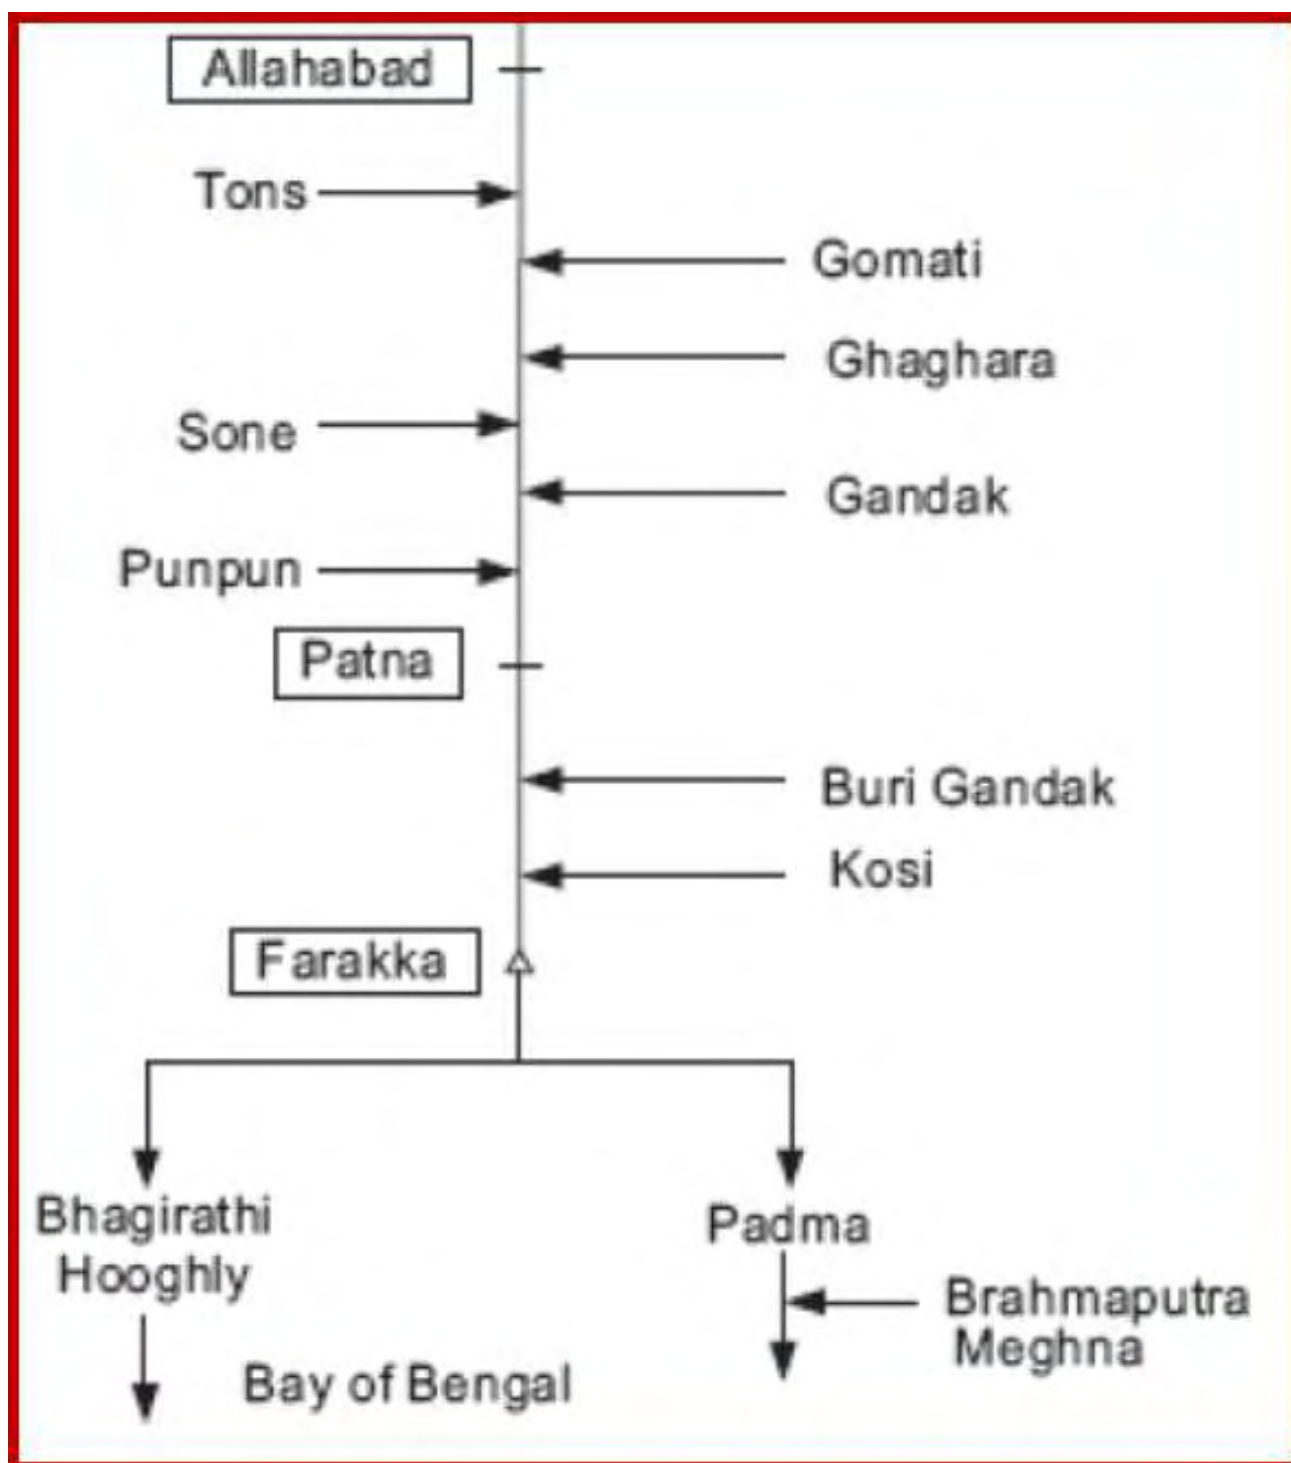 Allahabad
Tons
Gomati
Ghaghara
Sone
Gandak
Punpun
Patna
Buri Gandak
Kosi
Farakka
Bhagirathi
Hooghly
Padma
Brahmaputra
Meghna
Bay of Bengal